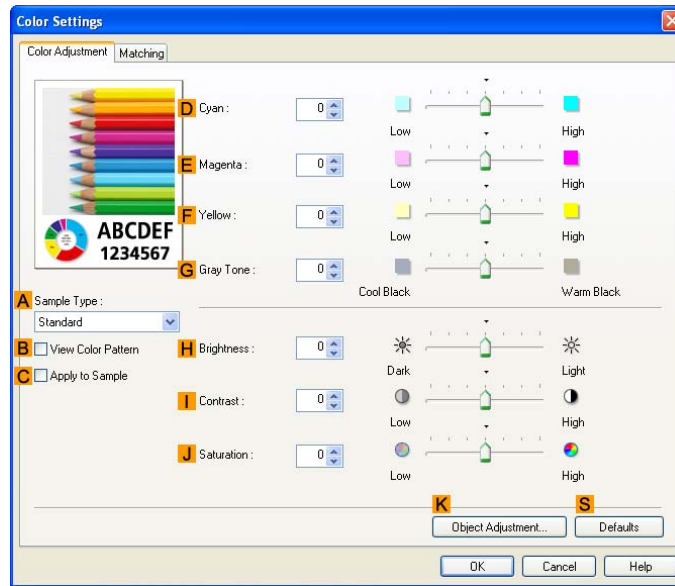 Color Settings
Color Adjustment Matching
ABCDEF
1234567
D Cyan : 0
Low High
E Magenta : 0
Low High
F Yellow : 0
Low High
G Gray Tone : 0
Cool Black Warm Black
A Sample Type :
Standard
B View Color Pattern
C Apply to Sample
H Brightness : 0
Dark Light
I Contrast : 0
Low High
J Saturation : 0
Low High
K S
Object Adjustment... Defaults
OK Cancel Help